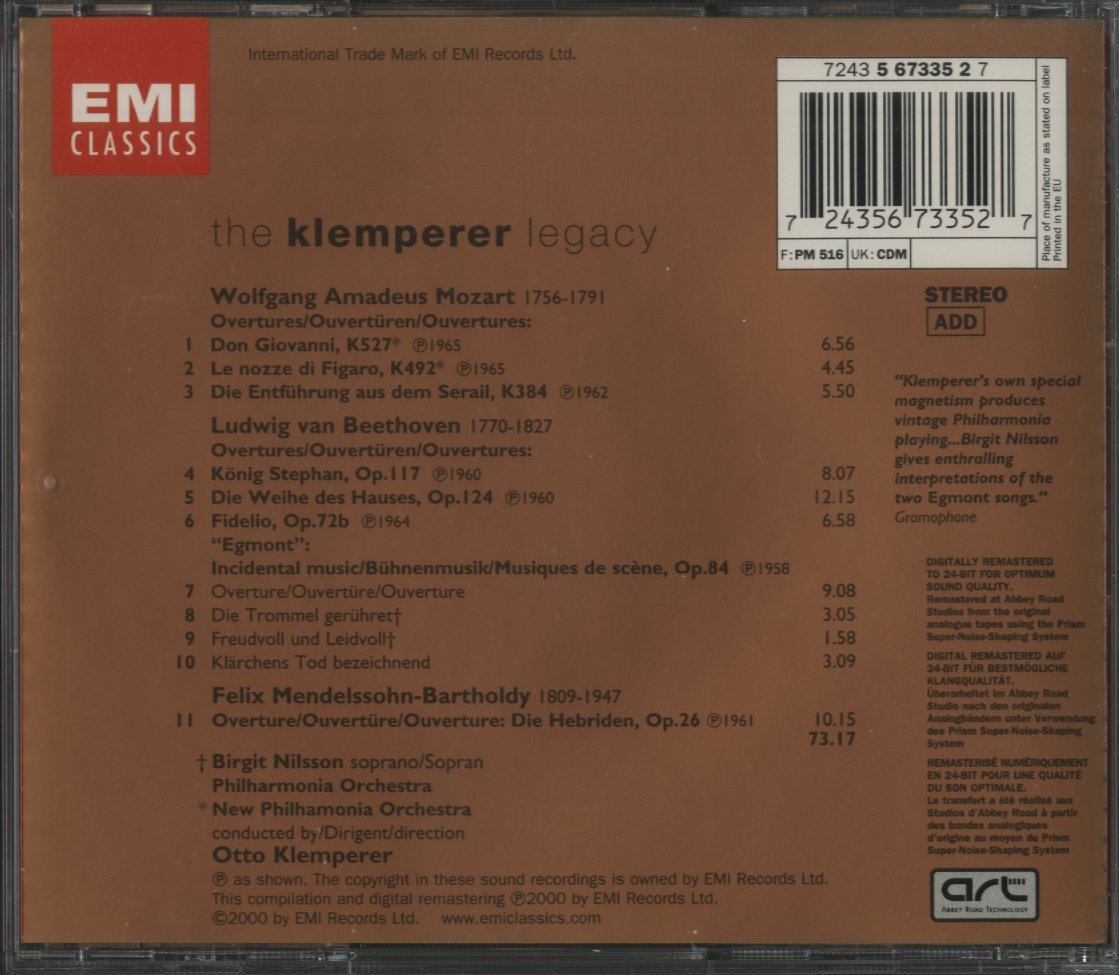 EMI
CLASSICS
International Trade Mark of EMI Records Ltd.
7243 5 67335 2 7
7 24356 73352 7
F: PM 516 UK: CDM
Place of manufacture as stated on label
Printed in the EU
the klemperer legacy
Wolfgang Amadeus Mozart 1756-1791
Overtures/Ouvertüren/Ouvertures:
1 Don Giovanni, K527* ℗1965 6.56
2 Le nozze di Figaro, K492* ℗1965 4.45
3 Die Entführung aus dem Serail, K384 ℗1962 5.50
Ludwig van Beethoven 1770-1827
Overtures/Ouvertüren/Ouvertures:
4 König Stephan, Op.117 ℗1960 8.07
5 Die Weihe des Hauses, Op.124 ℗1960 12.15
6 Fidelio, Op.72b ℗1964 6.58
“Egmont”:
Incidental music/Bühnenmusik/Musiques de scène, Op.84 ℗1958
7 Overture/Ouvertüre/Ouverture 9.08
8 Die Trommel gerühret† 3.05
9 Freudvoll und Leidvoll† 1.58
10 Klärchens Tod bezeichnend 3.09
Felix Mendelssohn-Bartholdy 1809-1947
11 Overture/Ouvertüre/Ouverture: Die Hebriden, Op.26 ℗1961 10.15
73.17
† Birgit Nilsson soprano/Sopran
Philharmonia Orchestra
* New Philhamonia Orchestra
conducted by/Dirigent/direction
Otto Klemperer
℗ as shown. The copyright in these sound recordings is owned by EMI Records Ltd.
This compilation and digital remastering ℗2000 by EMI Records Ltd.
©2000 by EMI Records Ltd. www.emiclassics.com
STEREO
ADD
“Klemperer’s own special
magnetism produces
vintage Philharmonia
playing...Birgit Nilsson
gives enthralling
interpretations of the
two Egmont songs.”
Gramophone
DIGITALLY REMASTERED
TO 24-BIT FOR OPTIMUM
SOUND QUALITY.
Remastered at Abbey Road
Studios from the original
analogue tapes using the Prism
Super-Noise-Shaping System
DIGITAL REMASTERED AUF
24-BIT FÜR BESTMÖGLICHE
KLANGQUALITÄT.
Überarbeitet im Abbey Road
Studio nach den originalen
Analogbändern unter Verwendung
des Prism Super-Noise-Shaping
System
REMASTERISÉ NUMÉRIQUEMENT
EN 24-BIT POUR UNE QUALITÉ
DU SON OPTIMALE.
Le transfert a été réalisé aux
Studios d’Abbey Road à partir
des bandes analogiques
d’origine au moyen du Prism
Super-Noise-Shaping System
art
ABBEY ROAD TECHNOLOGY